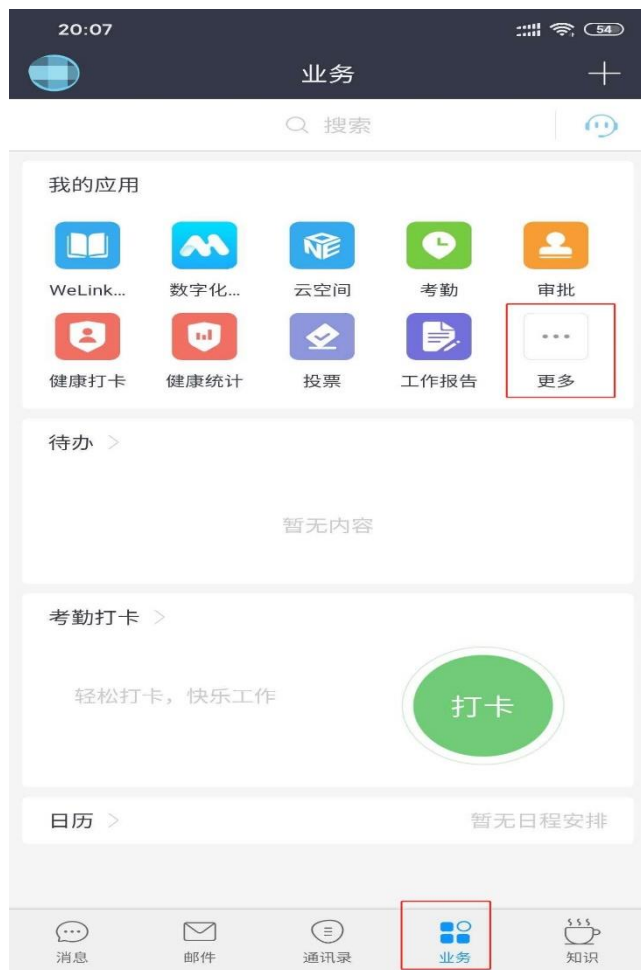 20:07 54
业务
搜索
我的应用
WeLink... 数字化... 云空间 考勤 审批
健康打卡 健康统计 投票 工作报告 更多
待办
暂无内容
考勤打卡
轻松打卡，快乐工作
打卡
日历 暂无日程安排
消息 邮件 通讯录 业务 知识